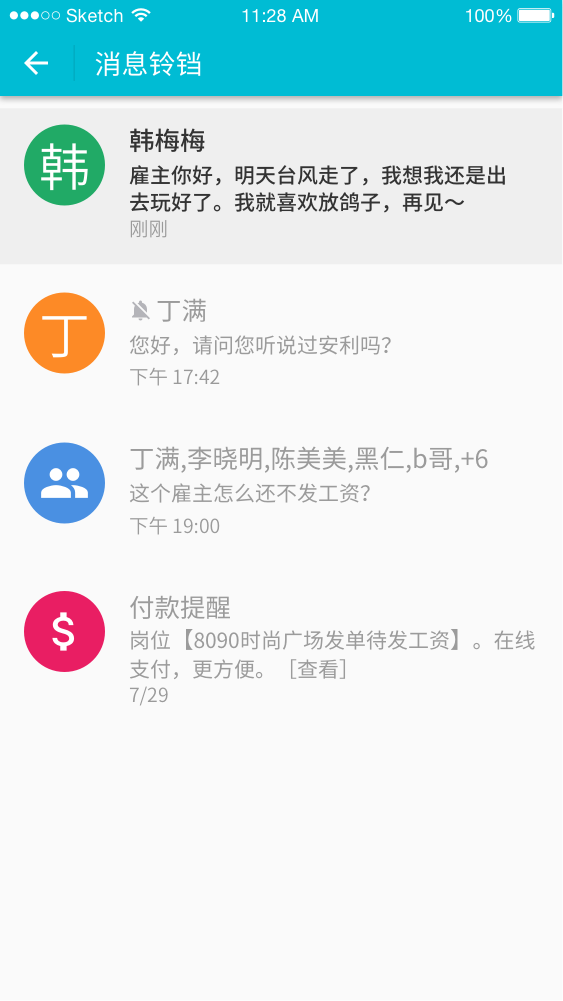 Sketch 11:28 AM 100%
消息铃铛
韩
韩梅梅
雇主你好，明天台风走了，我想我还是出
去玩好了。我就喜欢放鸽子，再见～
刚刚
丁
丁满
您好，请问您听说过安利吗？
下午 17:42
丁满,李晓明,陈美美,黑仁,b哥,+6
这个雇主怎么还不发工资？
下午 19:00
$
付款提醒
岗位【8090时尚广场发单待发工资】。在线
支付，更方便。［查看］
7/29